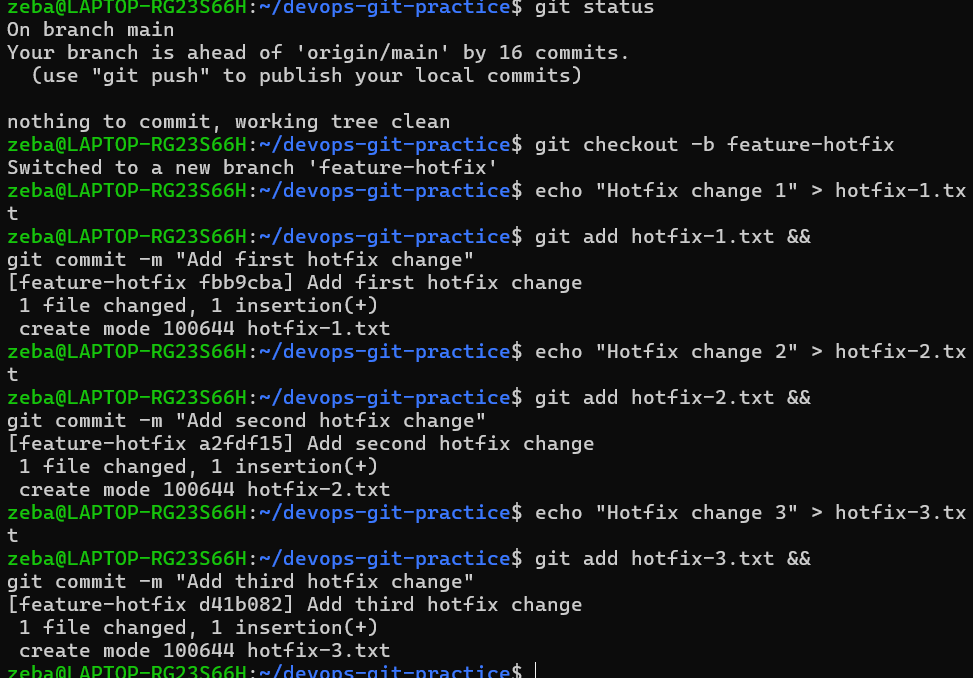 zeba@LAPTOP-RG23S66H:~/devops-git-practice$ git status
On branch main
Your branch is ahead of 'origin/main' by 16 commits.
  (use "git push" to publish your local commits)

nothing to commit, working tree clean
zeba@LAPTOP-RG23S66H:~/devops-git-practice$ git checkout -b feature-hotfix
Switched to a new branch 'feature-hotfix'
zeba@LAPTOP-RG23S66H:~/devops-git-practice$ echo "Hotfix change 1" > hotfix-1.tx
t
zeba@LAPTOP-RG23S66H:~/devops-git-practice$ git add hotfix-1.txt &&
git commit -m "Add first hotfix change"
[feature-hotfix fbb9cba] Add first hotfix change
 1 file changed, 1 insertion(+)
 create mode 100644 hotfix-1.txt
zeba@LAPTOP-RG23S66H:~/devops-git-practice$ echo "Hotfix change 2" > hotfix-2.tx
t
zeba@LAPTOP-RG23S66H:~/devops-git-practice$ git add hotfix-2.txt &&
git commit -m "Add second hotfix change"
[feature-hotfix a2fdf15] Add second hotfix change
 1 file changed, 1 insertion(+)
 create mode 100644 hotfix-2.txt
zeba@LAPTOP-RG23S66H:~/devops-git-practice$ echo "Hotfix change 3" > hotfix-3.tx
t
zeba@LAPTOP-RG23S66H:~/devops-git-practice$ git add hotfix-3.txt &&
git commit -m "Add third hotfix change"
[feature-hotfix d41b082] Add third hotfix change
 1 file changed, 1 insertion(+)
 create mode 100644 hotfix-3.txt
zeba@LAPTOP-RG23S66H:~/devops-git-practice$